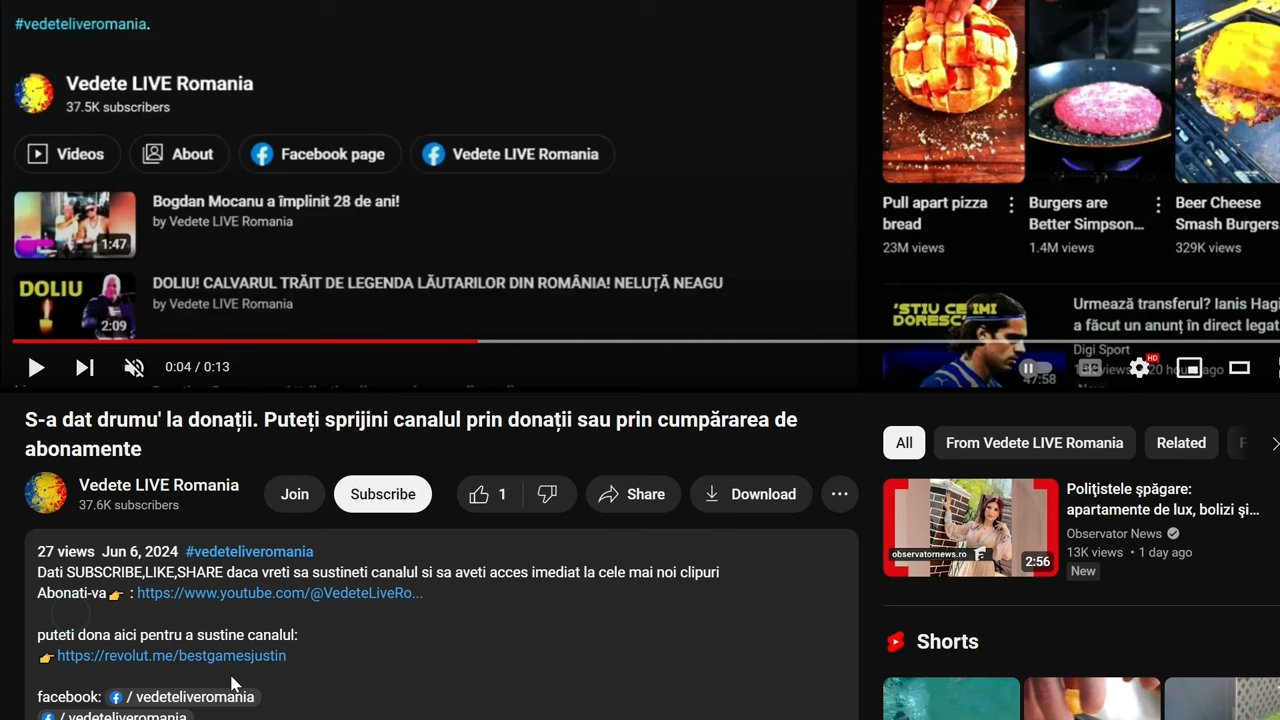 #vedeteliveromania.
Vedete LIVE Romania
37.5K subscribers
Videos
About
Facebook page
Vedete LIVE Romania
1:47
Bogdan Mocanu a împlinit 28 de ani!
by Vedete LIVE Romania
DOLIU
2:09
DOLIU! CALVARUL TRĂIT DE LEGENDA LĂUTARILOR DIN ROMÂNIA! NELUȚĂ NEAGU
by Vedete LIVE Romania
0:04 / 0:13
Pull apart pizza
bread
23M views
Burgers are
Better Simpson...
1.4M views
Beer Cheese
Smash Burgers
329K views
'ȘTIU CE ÎMI
DORESC'
47:58
Urmează transferul? Ianis Hagi
a făcut un anunț în direct legat
Digi Sport
HD
S-a dat drumu' la donații. Puteți sprijini canalul prin donații sau prin cumpărarea de
abonamente
Vedete LIVE Romania
37.6K subscribers
Join
Subscribe
1
Share
Download
27 views Jun 6, 2024 #vedeteliveromania
Dati SUBSCRIBE,LIKE,SHARE daca vreti sa sustineti canalul si sa aveti acces imediat la cele mai noi clipuri
Abonati-va👉 : https://www.youtube.com/@VedeteLiveRo...
puteti dona aici pentru a sustine canalul:
👉https://revolut.me/bestgamesjustin
facebook: / vedeteliveromania
/ vedeteliveromania
All
From Vedete LIVE Romania
Related
observatornews.ro
2:56
Polițistele șpăgare:
apartamente de lux, bolizi și...
Observator News
13K views • 1 day ago
New
Shorts